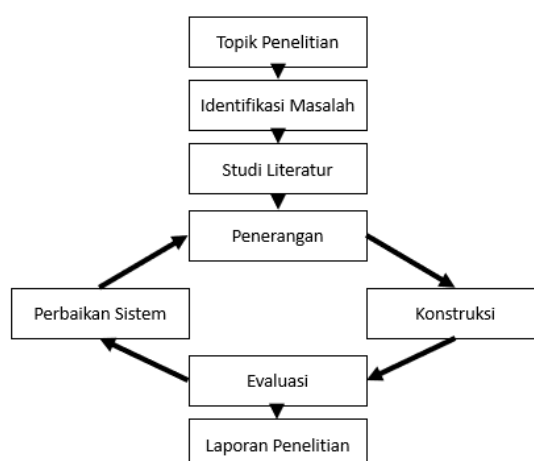 Topik Penelitian
Identifikasi Masalah
Studi Literatur
Penerangan
Perbaikan Sistem
Konstruksi
Evaluasi
Laporan Penelitian